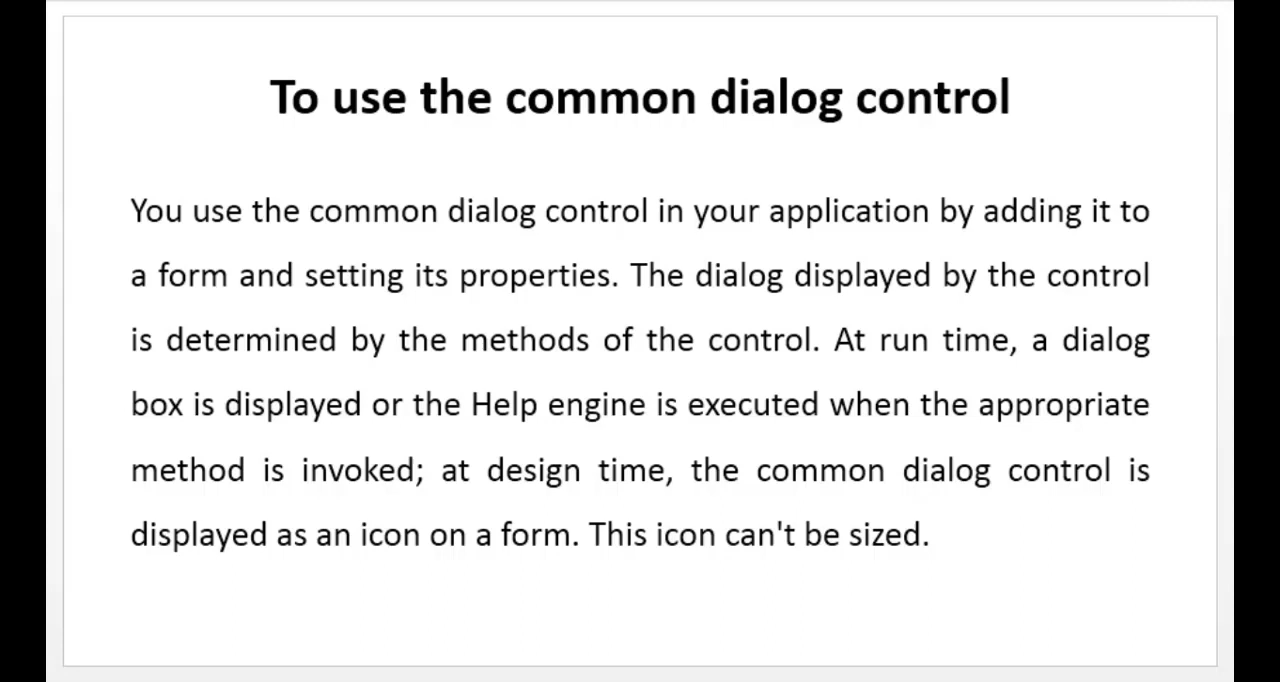 To use the common dialog control
You use the common dialog control in your application by adding it to
a form and setting its properties. The dialog displayed by the control
is determined by the methods of the control. At run time, a dialog
box is displayed or the Help engine is executed when the appropriate
method is invoked; at design time, the common dialog control is
displayed as an icon on a form. This icon can't be sized.